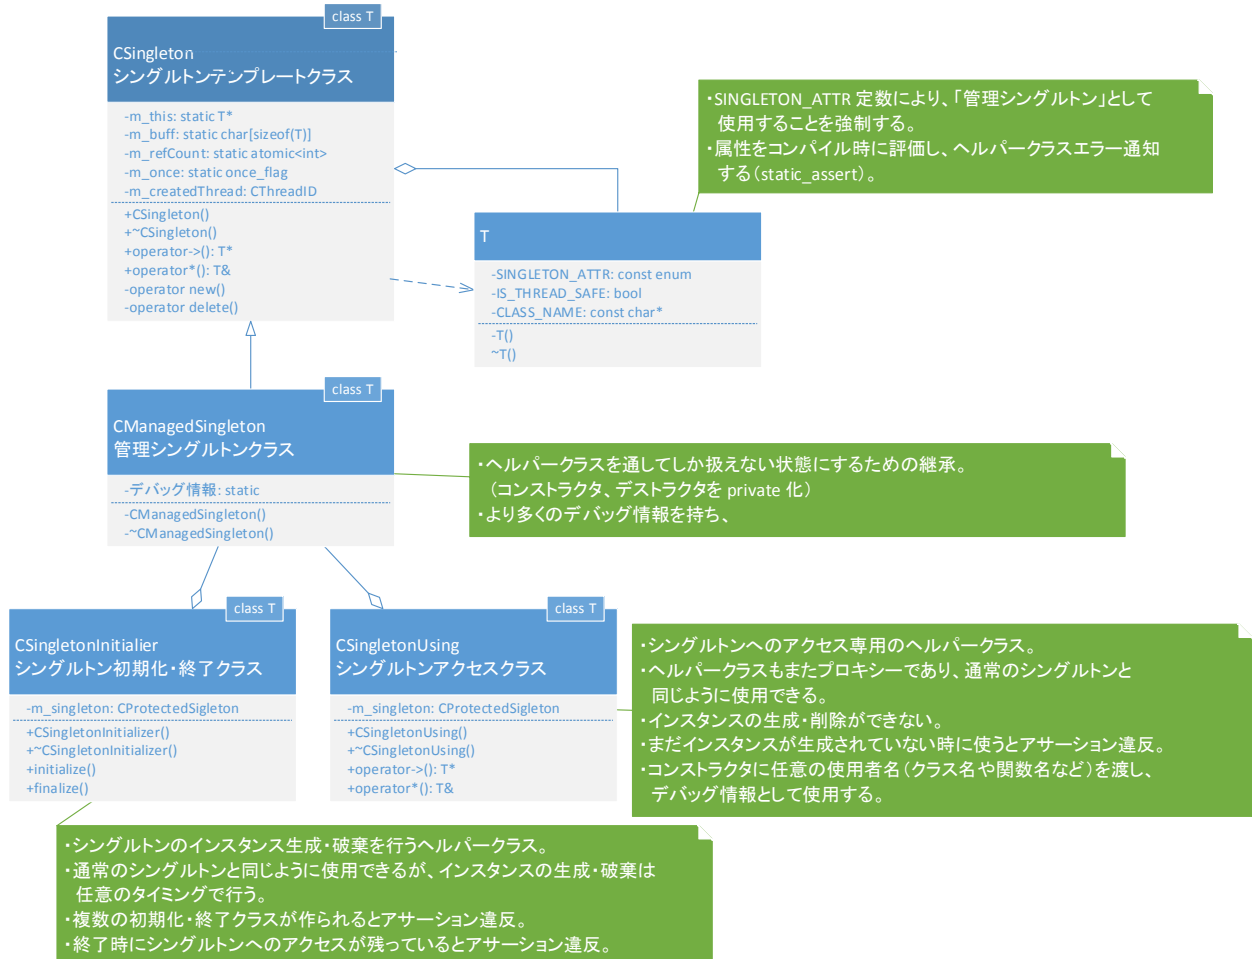 class T
CSingleton
シングルトンテンプレートクラス
-m_this: static T*
-m_buff: static char[sizeof(T)]
-m_refCount: static atomic<int>
-m_once: static once_flag
-m_createdThread: CThreadID
+CSingleton()
+~CSingleton()
+operator->(): T*
+operator*(): T&
-operator new()
-operator delete()
・SINGLETON_ATTR 定数により、「管理シングルトン」として
使用することを強制する。
・属性をコンパイル時に評価し、ヘルパークラスエラー通知
する（static_assert）。
T
-SINGLETON_ATTR: const enum
-IS_THREAD_SAFE: bool
-CLASS_NAME: const char*
-T()
~T()
class T
CManagedSingleton
管理シングルトンクラス
-デバッグ情報: static
-CManagedSingleton()
-~CManagedSingleton()
・ヘルパークラスを通してしか扱えない状態にするための継承。
（コンストラクタ、デストラクタを private 化）
・より多くのデバッグ情報を持ち、
class T
CSingletonInitialier
シングルトン初期化・終了クラス
-m_singleton: CProtectedSigleton
+CSingletonInitializer()
+~CSingletonInitializer()
+initialize()
+finalize()
class T
CSingletonUsing
シングルトンアクセスクラス
-m_singleton: CProtectedSigleton
+CSingletonUsing()
+~CSingletonUsing()
+operator->(): T*
+operator*(): T&
・シングルトンへのアクセス専用のヘルパークラス。
・ヘルパークラスもまたプロキシーであり、通常のシングルトンと
同じように使用できる。
・インスタンスの生成・削除ができない。
・まだインスタンスが生成されていない時に使うとアサーション違反。
・コンストラクタに任意の使用者名（クラス名や関数名など）を渡し、
デバッグ情報として使用する。
・シングルトンのインスタンス生成・破棄を行うヘルパークラス。
・通常のシングルトンと同じように使用できるが、インスタンスの生成・破棄は
任意のタイミングで行う。
・複数の初期化・終了クラスが作られるとアサーション違反。
・終了時にシングルトンへのアクセスが残っているとアサーション違反。